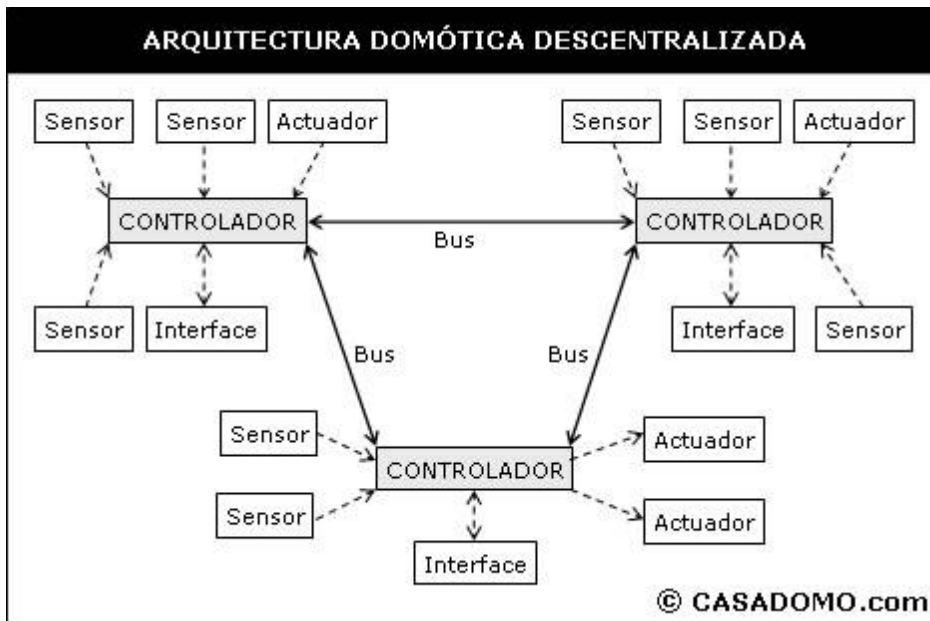 ARQUITECTURA DOMÓTICA DESCENTRALIZADA
Sensor Sensor Actuador Sensor Sensor Actuador
CONTROLADOR CONTROLADOR
Bus
Sensor Interface Interface Sensor
Bus Bus
Sensor Actuador
CONTROLADOR
Sensor Actuador
Interface
© CASADOMO.com